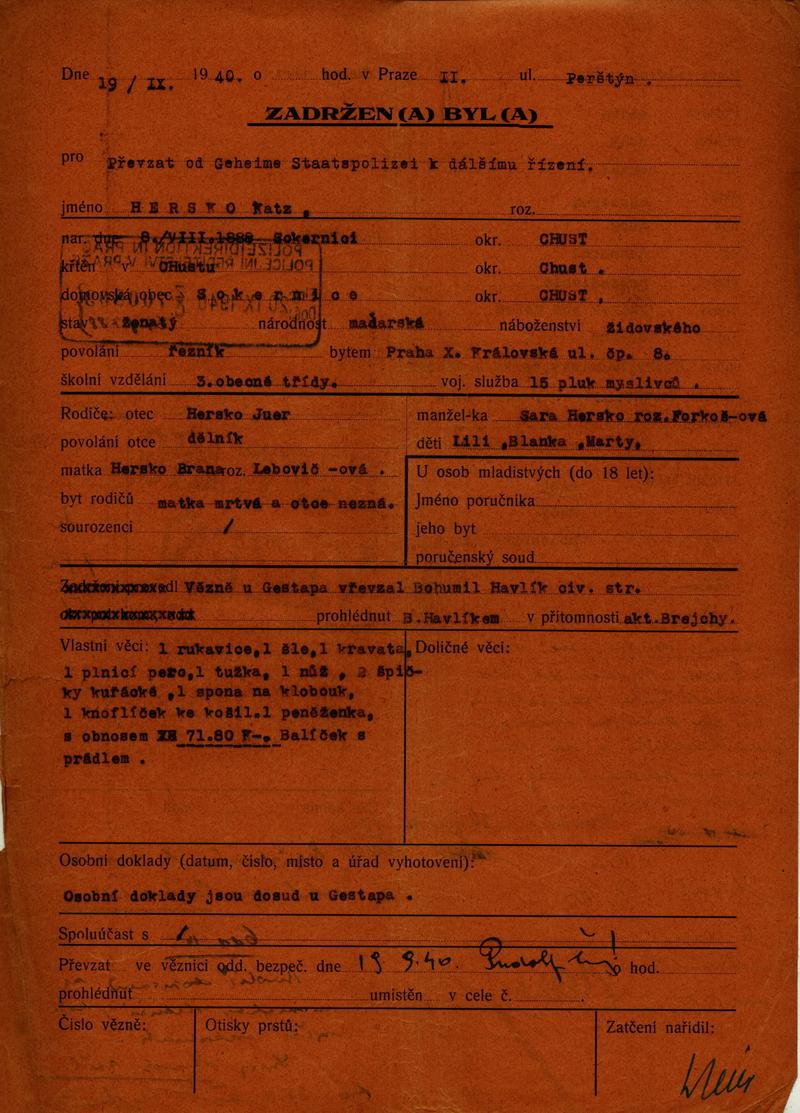 Dne 19/IX. 1940. o hod. v Praze II. ul. Perštýn .
ZADRŽEN(A) BYL(A)
pro Převzat od Geheime Staatspolizei k dálšímu řízení.
jméno HERSKO Katz , roz.
nar. dne 8./VIII.1888 Sokernici okr. CHUST
křtěn v CHustu okr. Chust .
domovská obec Sokernice okr. CHUST ,
stav ženatý národnost maďarská náboženství židovského
povolání řezník bytem Praha X. Královská ul. čp. 8.
školní vzdělání 3.obecné třídy. voj. služba 15 pluk myslivců .
Rodiče: otec Hersko Juer manžel-ka Sara Hersko roz.Forkoš-ová
povolání otce dělník děti Lili ,Blanka ,Marty,
matka Hersko Brana roz. Lebovič -ová . U osob mladistvých (do 18 let):
byt rodičů matka mrtvá a otce nezná. Jméno poručníka
sourozenci / jeho byt
poručenský soud
Vězně u Gestapa převzal Bohumil Havlík civ. str.
prohlédnut B.Havlíkem v přítomnosti akt.Brejchy.
Vlastní věci: 1 rukavice,1 šle,1 kravata, Doličné věci:
1 plnicí pero,1 tužka, 1 nůž , 2 špič-
ky kuřácké ,1 spona na klobouk,
1 knoflíček ke košil.1 peněženka,
s obnosem 71.80 K-. Balíček s
prádlem .
Osobní doklady (datum, číslo, místo a úřad vyhotovení):
Osobní doklady jsou dosud u Gestapa .
Spoluúčast s /
Převzat ve věznici odd. bezpeč. dne 19 9.40. Rudolf hod.
prohlédnut umístěn v cele č.
Číslo vězně: Otisky prstů: Zatčení nařídil: